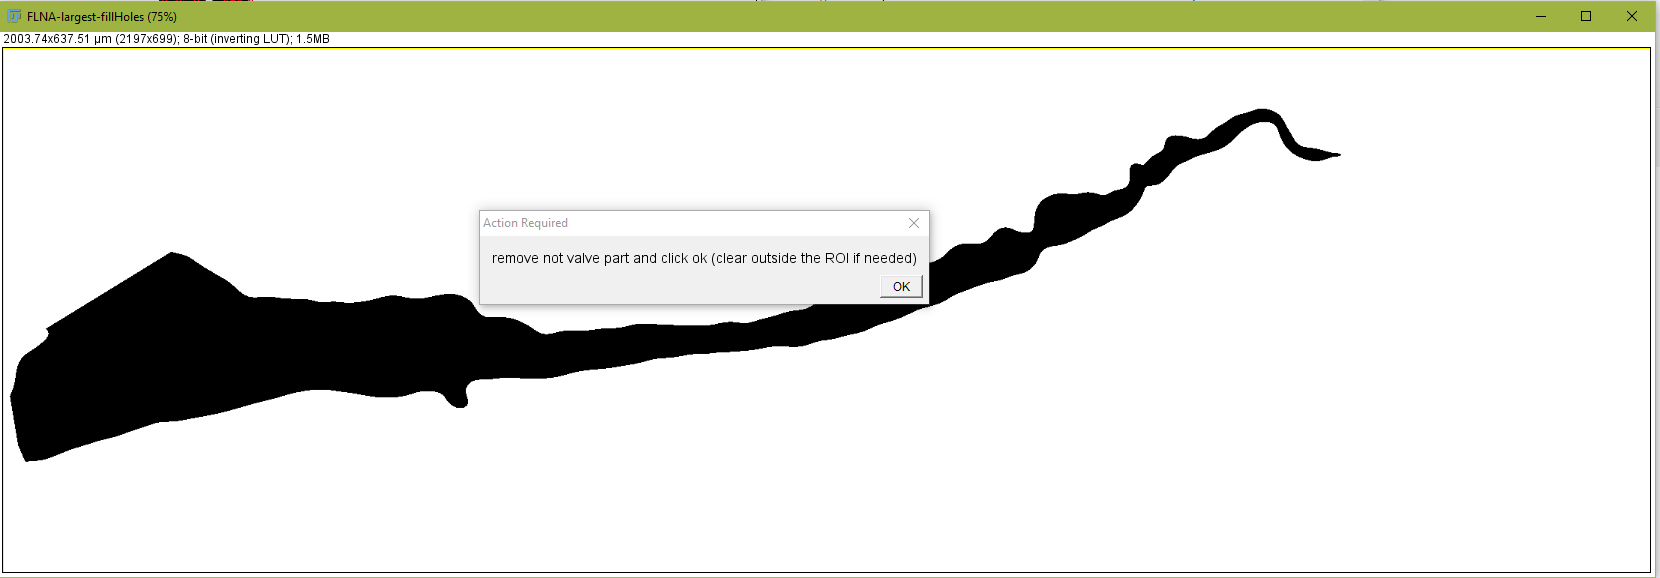 FLNA-largest-fillHoles (75%)
2003.74x637.51 µm (2197x699); 8-bit (inverting LUT); 1.5MB
Action Required
remove not valve part and click ok (clear outside the ROI if needed)
OK